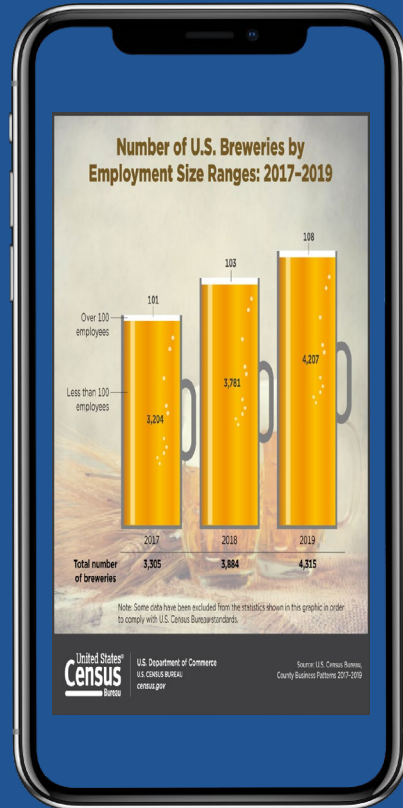 Number of U.S. Breweries by
Employment Size Ranges: 2017–2019
108
103
101
Over 100
employees
4,207
3,781
Less than 100
employees
3,204
2017 2018 2019
Total number
of breweries
3,305 3,884 4,315
Note: Some data have been excluded from the statistics shown in this graphic in order
to comply with U.S. Census Bureau standards.
United States®
Census
Bureau
U.S. Department of Commerce
U.S. CENSUS BUREAU
census.gov
Source: U.S. Census Bureau,
County Business Patterns 2017-2019